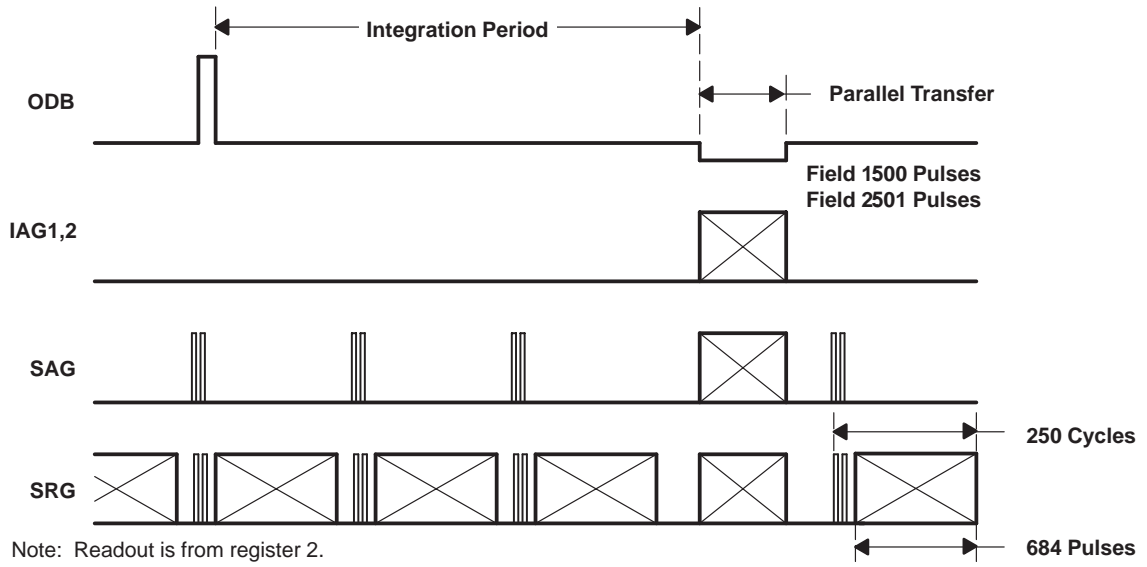 Integration Period
ODB
Parallel Transfer
Field 1500 Pulses
Field 2501 Pulses
IAG1,2
SAG
250 Cycles
SRG
684 Pulses
Note: Readout is from register 2.